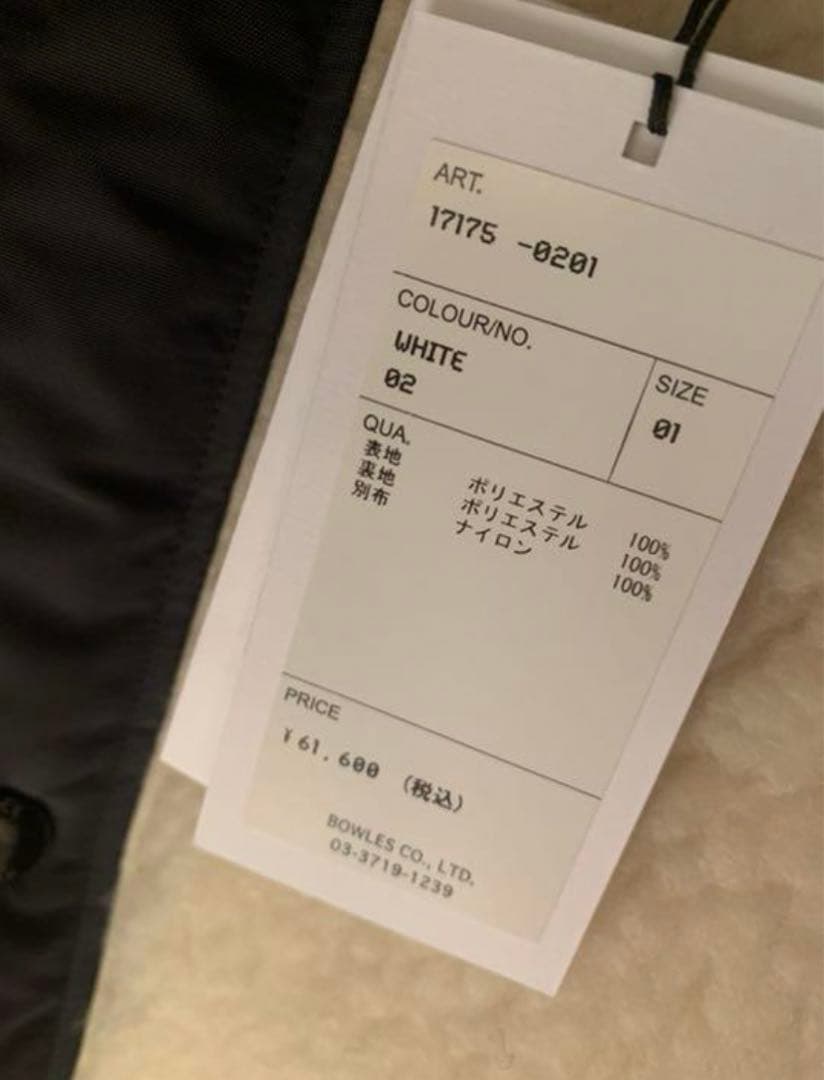 ART.
17175 -0201
COLOUR/NO.
WHITE
02
SIZE
01
QUA.
表地 ポリエステル 100%
裏地 ポリエステル 100%
別布 ナイロン 100%
PRICE
¥61,600 (税込)
BOWLES CO., LTD.
03-3719-1239